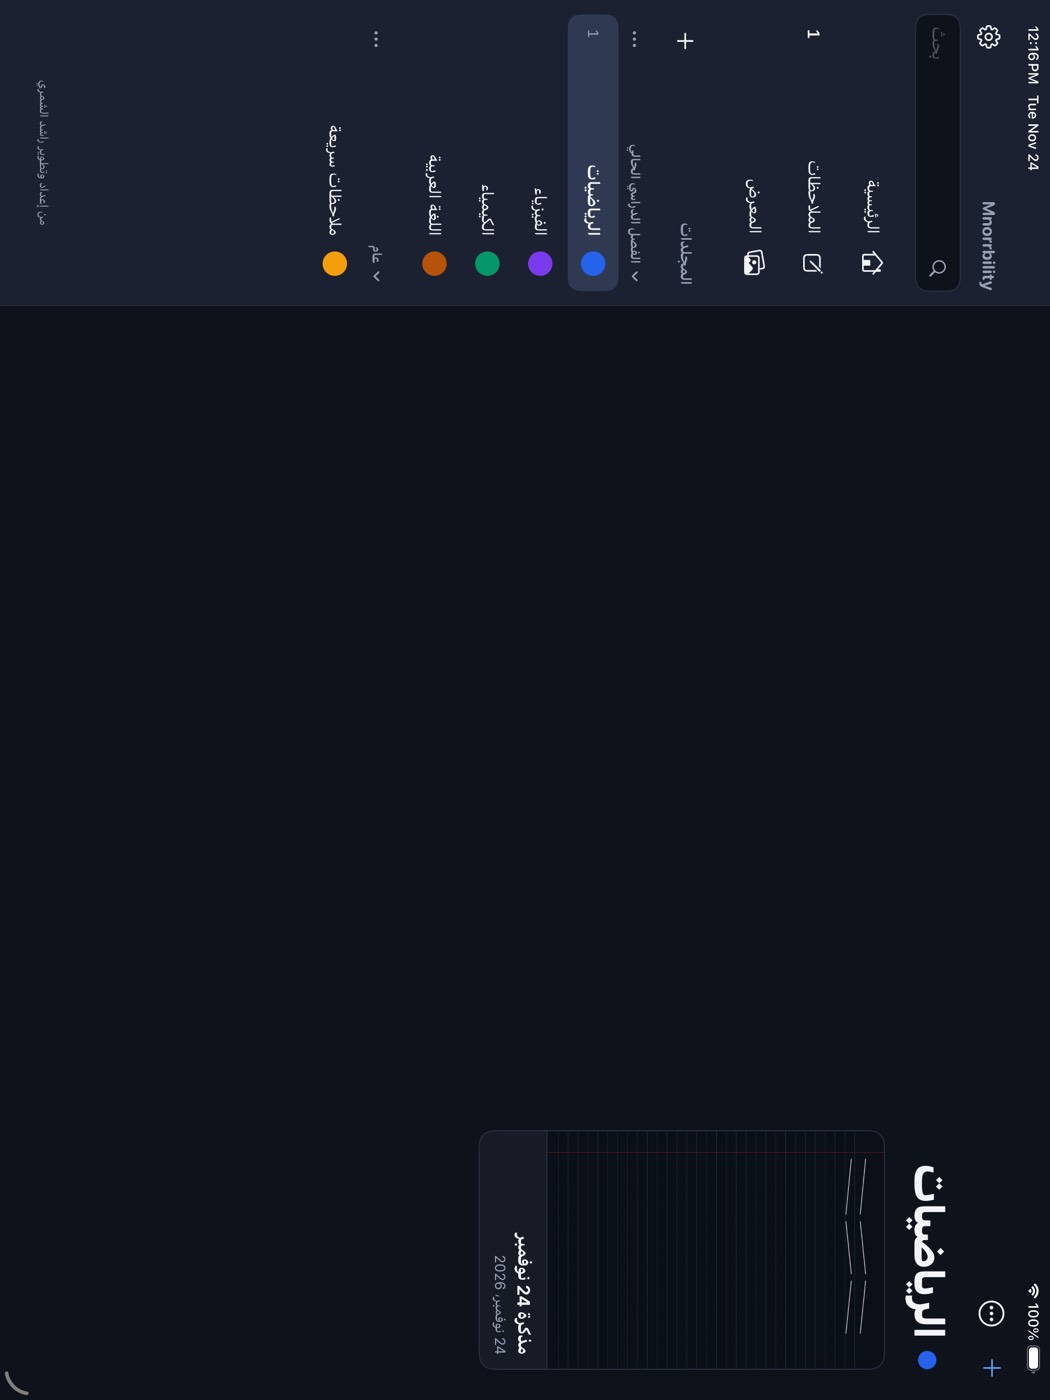 12:16 PM Tue Nov 24
100%
Mnorrbility
بحث
الرئيسية
الملاحظات 1
المعرض
المجلدات
الفصل الدراسي الحالي
الرياضيات 1
الفيزياء
الكيمياء
اللغة العربية
عام
ملاحظات سريعة
من إعداد وتطوير راشد الشمري
الرياضيات
مذكرة 24 نوفمبر
24 نوفمبر، 2026